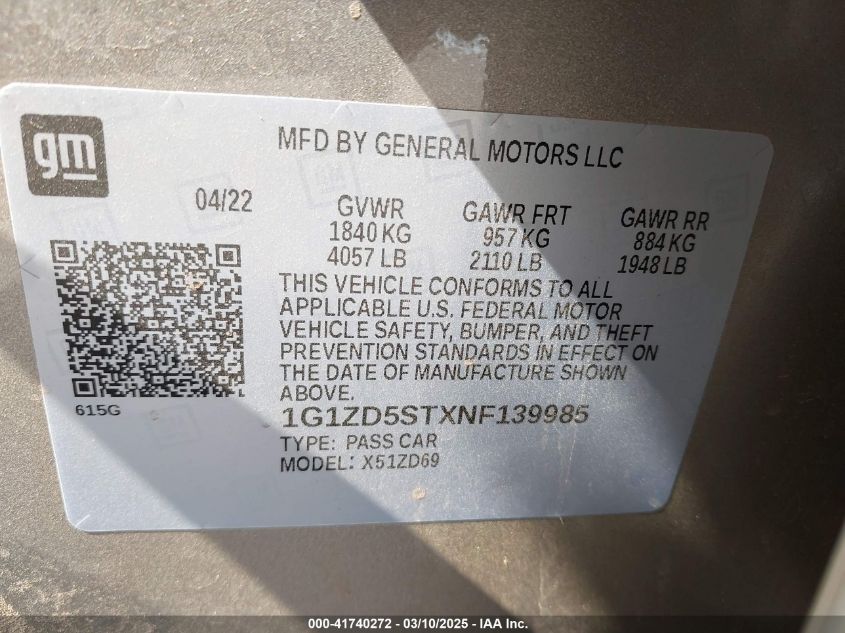 gm
MFD BY GENERAL MOTORS LLC
04/22
GVWR
1840 KG
4057 LB
GAWR FRT
957 KG
2110 LB
GAWR RR
884 KG
1948 LB
THIS VEHICLE CONFORMS TO ALL
APPLICABLE U.S. FEDERAL MOTOR
VEHICLE SAFETY, BUMPER, AND THEFT
PREVENTION STANDARDS IN EFFECT ON
THE DATE OF MANUFACTURE SHOWN
ABOVE.
615G
1G1ZD5STXNF139985
TYPE: PASS CAR
MODEL: X51ZD69
000-41740272 - 03/10/2025 - IAA Inc.